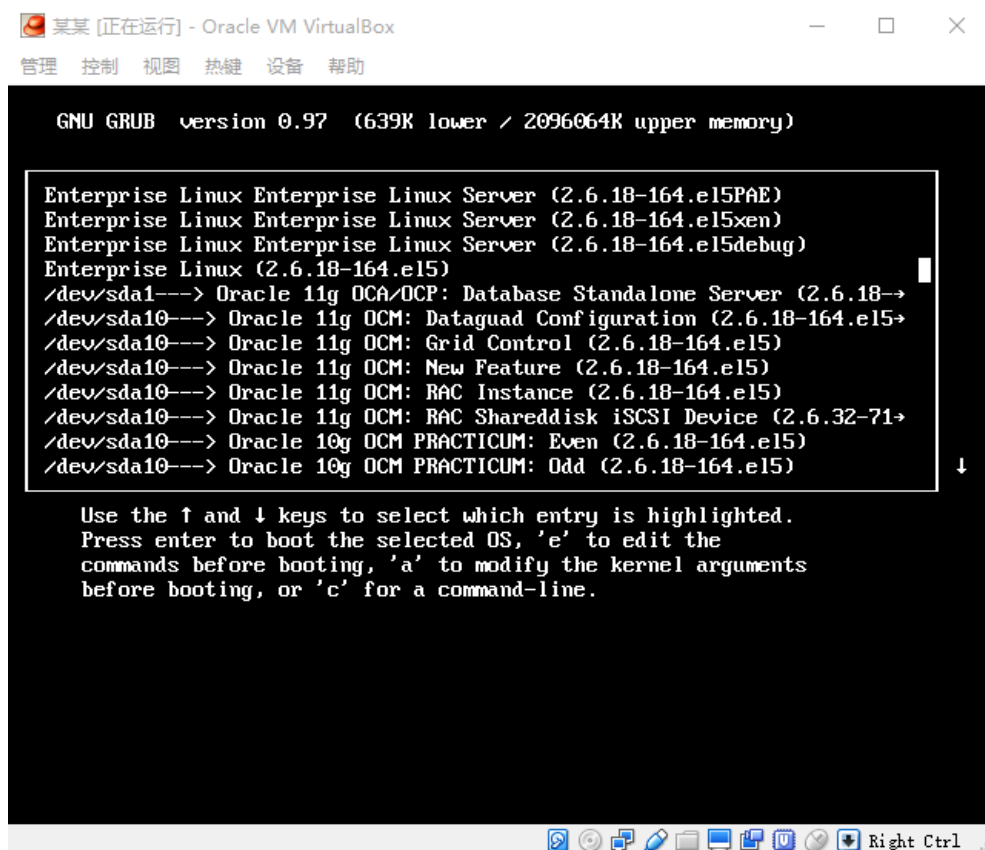 某某 [正在运行] - Oracle VM VirtualBox
管理 控制 视图 热键 设备 帮助
GNU GRUB version 0.97 (639K lower / 2096064K upper memory)
Enterprise Linux Enterprise Linux Server (2.6.18-164.el5PAE)
Enterprise Linux Enterprise Linux Server (2.6.18-164.el5xen)
Enterprise Linux Enterprise Linux Server (2.6.18-164.el5debug)
Enterprise Linux (2.6.18-164.el5)
/dev/sda1---> Oracle 11g OCA/OCP: Database Standalone Server (2.6.18-→
/dev/sda10---> Oracle 11g OCM: Dataguad Configuration (2.6.18-164.el5→
/dev/sda10---> Oracle 11g OCM: Grid Control (2.6.18-164.el5)
/dev/sda10---> Oracle 11g OCM: New Feature (2.6.18-164.el5)
/dev/sda10---> Oracle 11g OCM: RAC Instance (2.6.18-164.el5)
/dev/sda10---> Oracle 11g OCM: RAC Shareddisk iSCSI Device (2.6.32-71→
/dev/sda10---> Oracle 10g OCM PRACTICUM: Even (2.6.18-164.el5)
/dev/sda10---> Oracle 10g OCM PRACTICUM: Odd (2.6.18-164.el5) ↓
Use the ↑ and ↓ keys to select which entry is highlighted.
Press enter to boot the selected OS, 'e' to edit the
commands before booting, 'a' to modify the kernel arguments
before booting, or 'c' for a command-line.
Right Ctrl